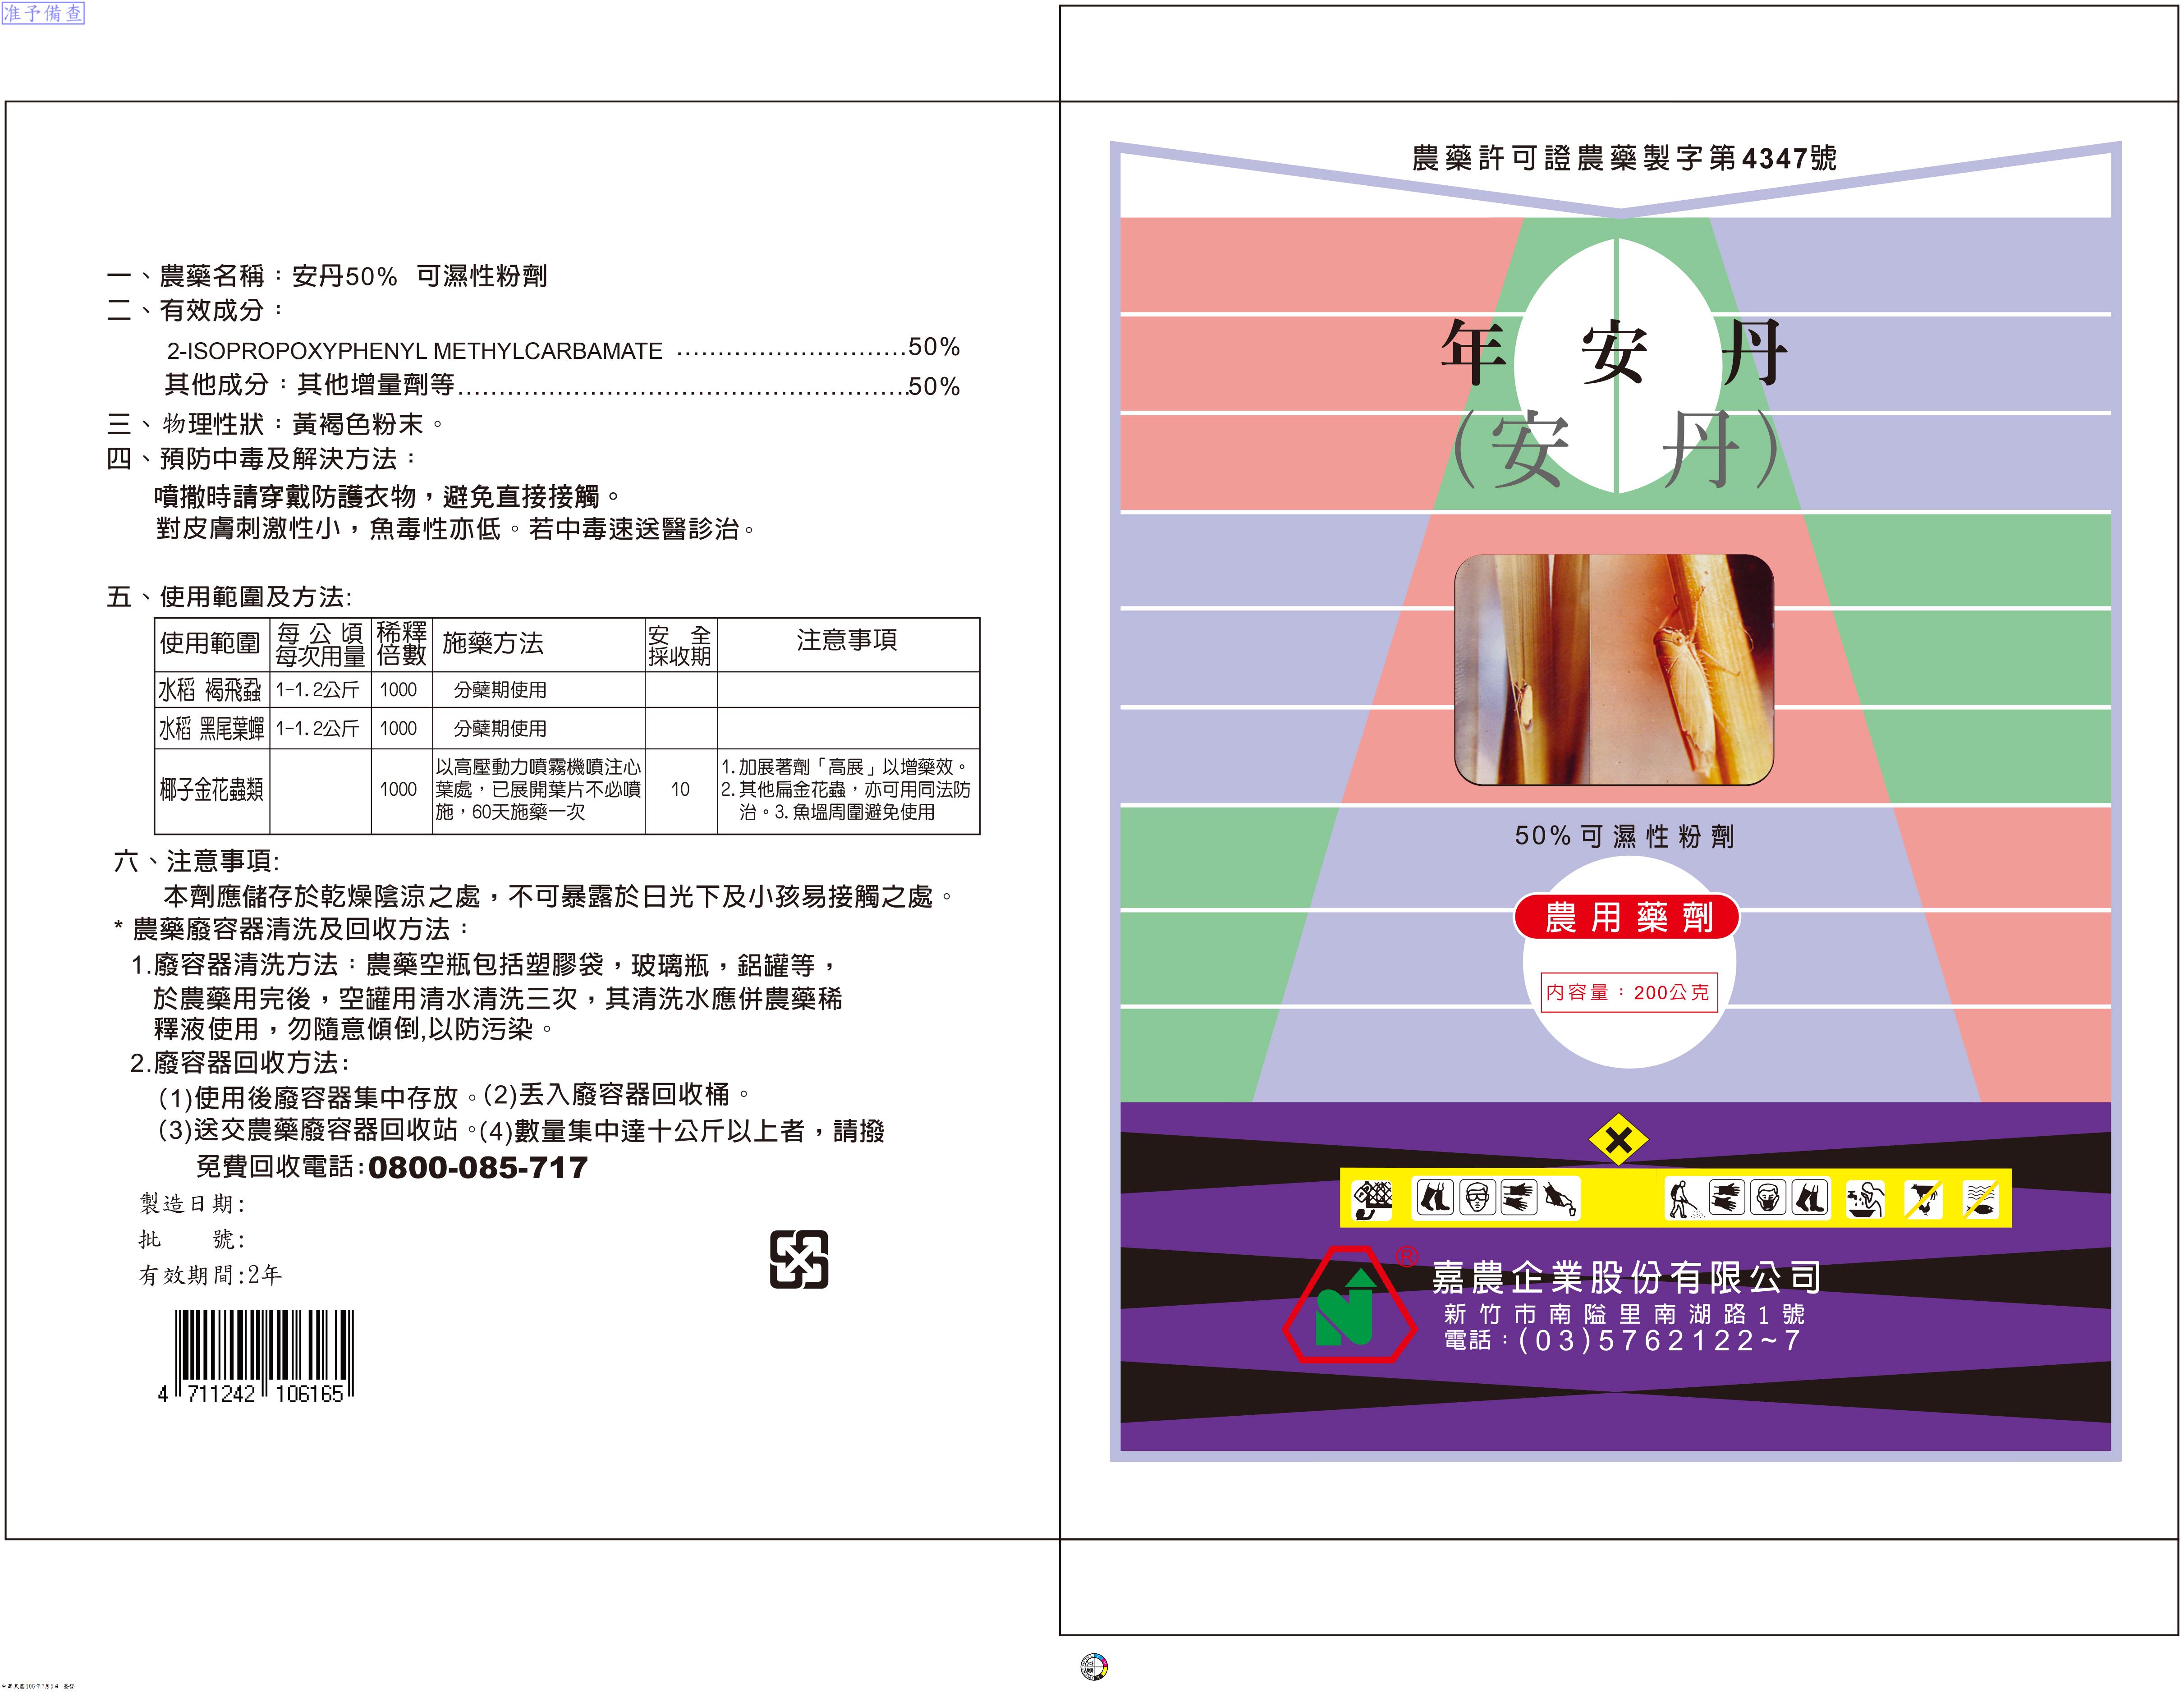 准予備查
一、農藥名稱：安丹50% 可濕性粉劑
二、有效成分：
2-ISOPROPOXYPHENYL METHYLCARBAMATE ............................50%
其他成分：其他增量劑等.......................................................50%
三、物理性狀：黃褐色粉末。
四、預防中毒及解決方法：
噴撒時請穿戴防護衣物，避免直接接觸。
對皮膚刺激性小，魚毒性亦低。若中毒速送醫診治。
五、使用範圍及方法:
使用範圍 每公頃每次用量 稀釋倍數 施藥方法 安全採收期 注意事項
水稻 褐飛蝨 1-1.2公斤 1000 分蘗期使用
水稻 黑尾葉蟬 1-1.2公斤 1000 分蘗期使用
椰子金花蟲類 1000 以高壓動力噴霧機噴注心葉處，已展開葉片不必噴施，60天施藥一次 10 1.加展著劑「高展」以增藥效。2.其他扁金花蟲，亦可用同法防治。3.魚塭周圍避免使用
六、注意事項:
本劑應儲存於乾燥陰涼之處，不可暴露於日光下及小孩易接觸之處。
* 農藥廢容器清洗及回收方法：
1.廢容器清洗方法：農藥空瓶包括塑膠袋，玻璃瓶，鋁罐等，
於農藥用完後，空罐用清水清洗三次，其清洗水應併農藥稀
釋液使用，勿隨意傾倒,以防污染。
2.廢容器回收方法:
(1)使用後廢容器集中存放。(2)丟入廢容器回收桶。
(3)送交農藥廢容器回收站。(4)數量集中達十公斤以上者，請撥
免費回收電話:0800-085-717
製造日期:
批 號:
有效期間:2年
4 711242 106165
農藥許可證農藥製字第4347號
年 安 丹
(安 丹)
50%可濕性粉劑
農用藥劑
內容量：200公克
®
嘉農企業股份有限公司
新竹市南隘里南湖路1號
電話：(03)5762122~7
中華民國106年7月5日